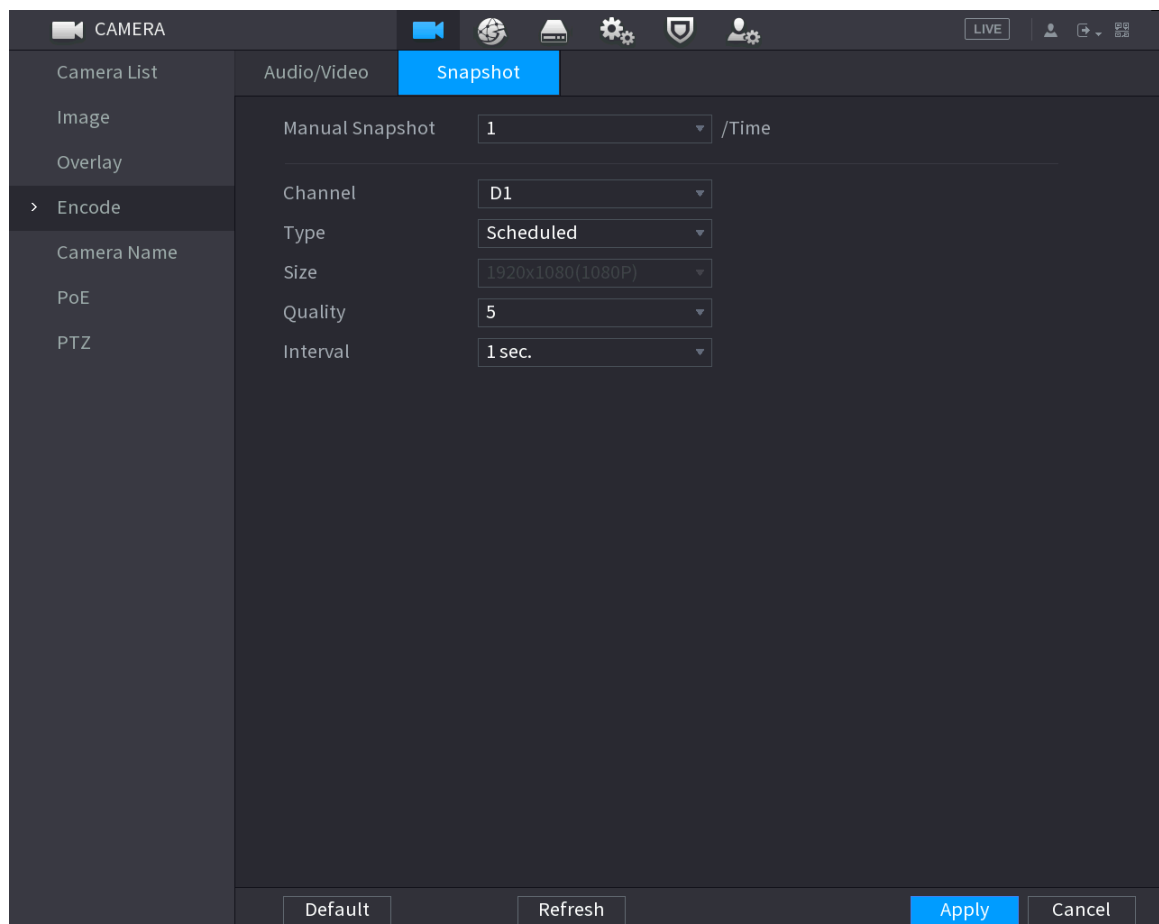 CAMERA
LIVE
Camera List
Image
Overlay
> Encode
Camera Name
PoE
PTZ
Audio/Video
Snapshot
Manual Snapshot 1 /Time
Channel D1
Type Scheduled
Size 1920x1080(1080P)
Quality 5
Interval 1 sec.
Default Refresh Apply Cancel